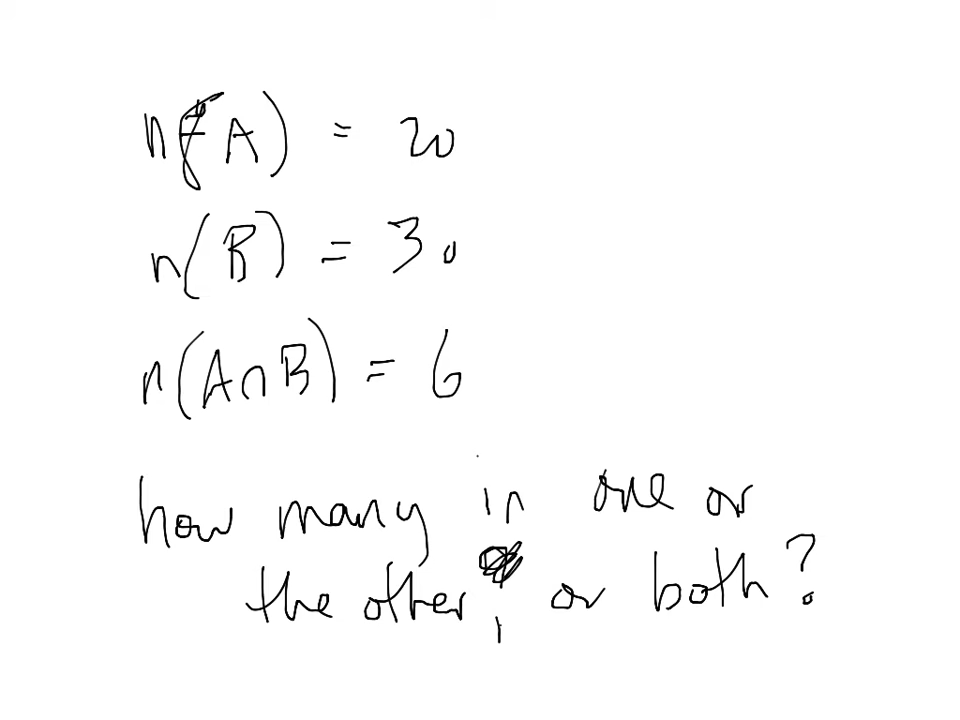 n(A) = 20
n(B) = 30
n(A∩B) = 6
how many in one or
the other, or both?